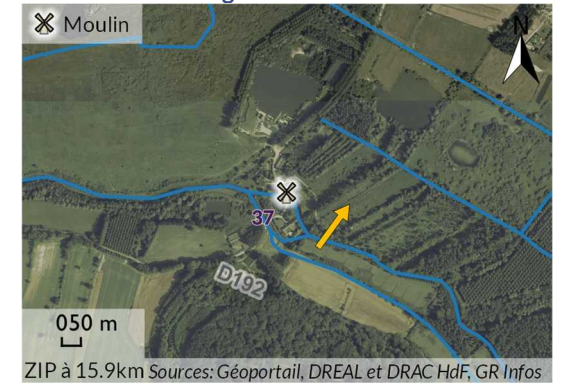 Moulin
N
37
D192
050 m
ZIP à 15.9km Sources: Géoportail, DREAL et DRAC HdF, GR Infos